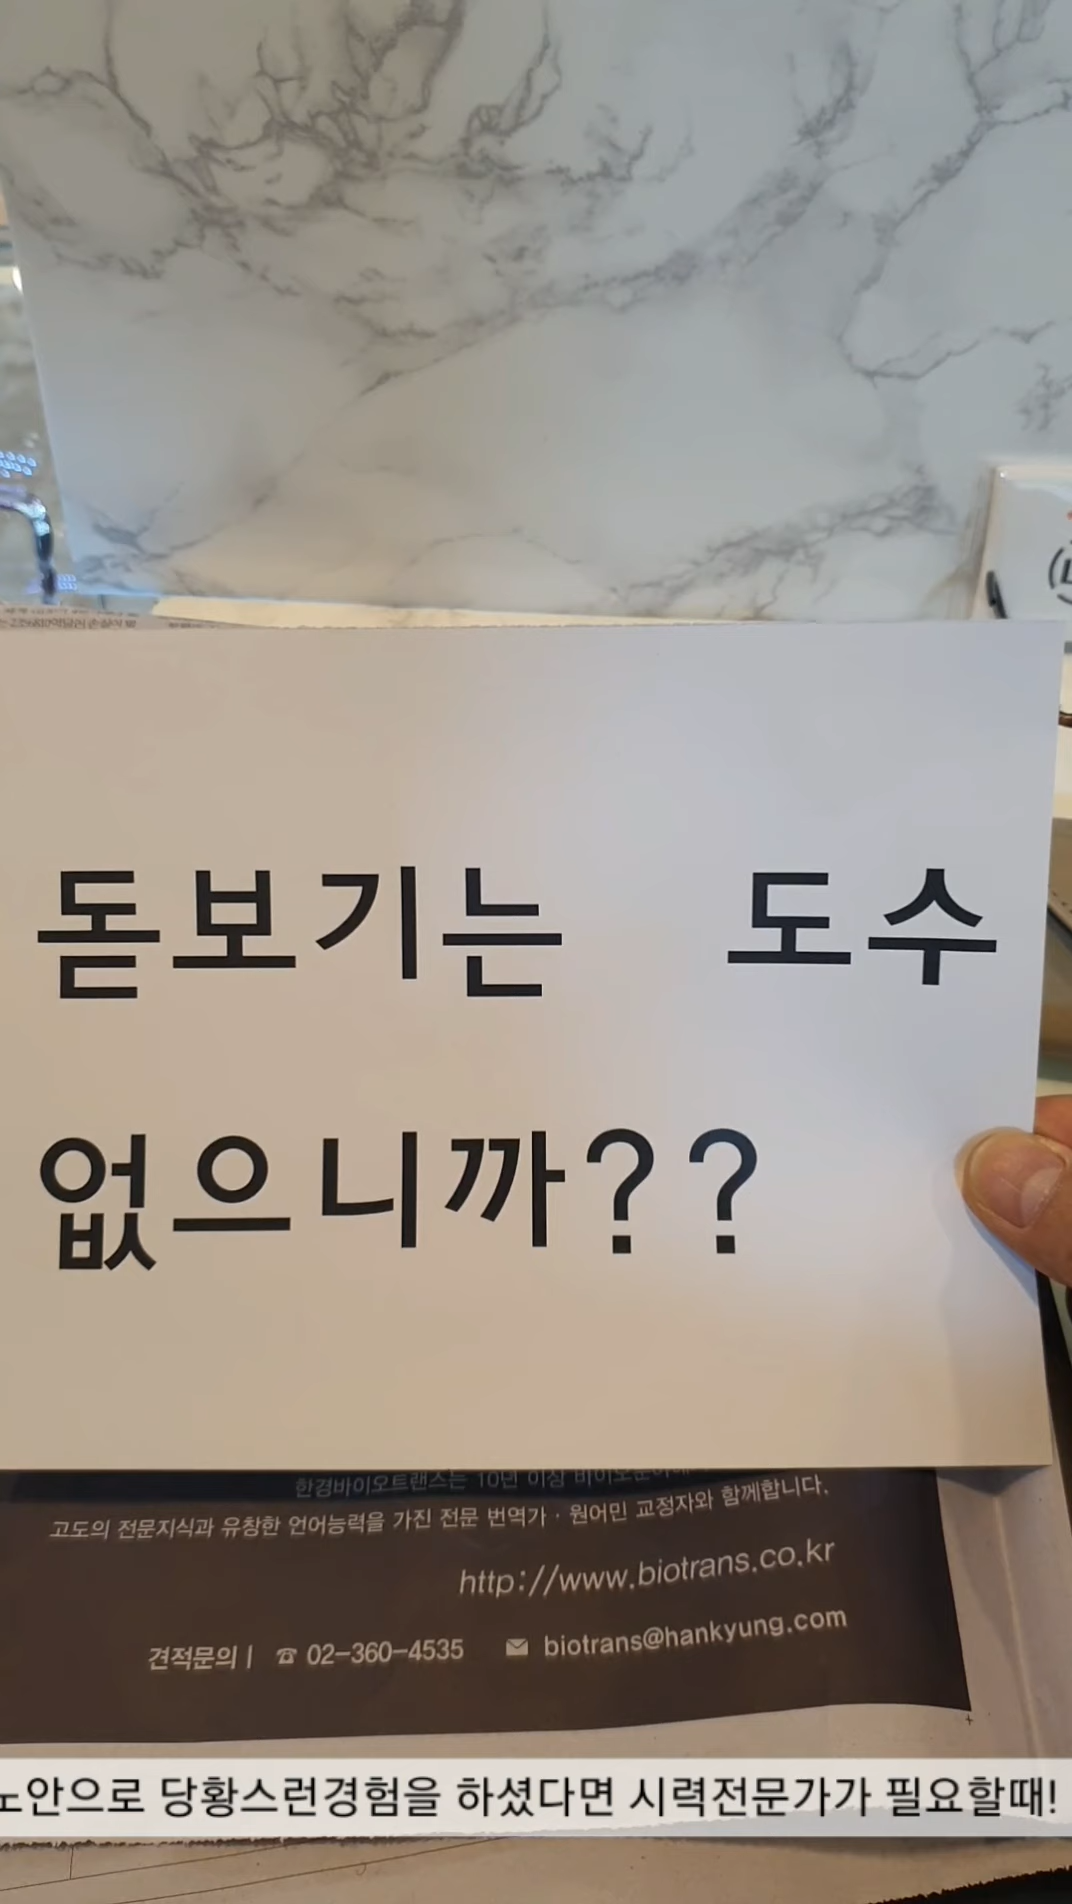 돋보기는 도수
없으니까??
한경바이오트랜스는 10년 이상
고도의 전문지식과 유창한 언어능력을 가진 전문 번역가 · 원어민 교정자와 함께합니다.
http://www.biotrans.co.kr
견적문의 | ☎ 02-360-4535 ✉ biotrans@hankyung.com
노안으로 당황스런경험을 하셨다면 시력전문가가 필요할때!